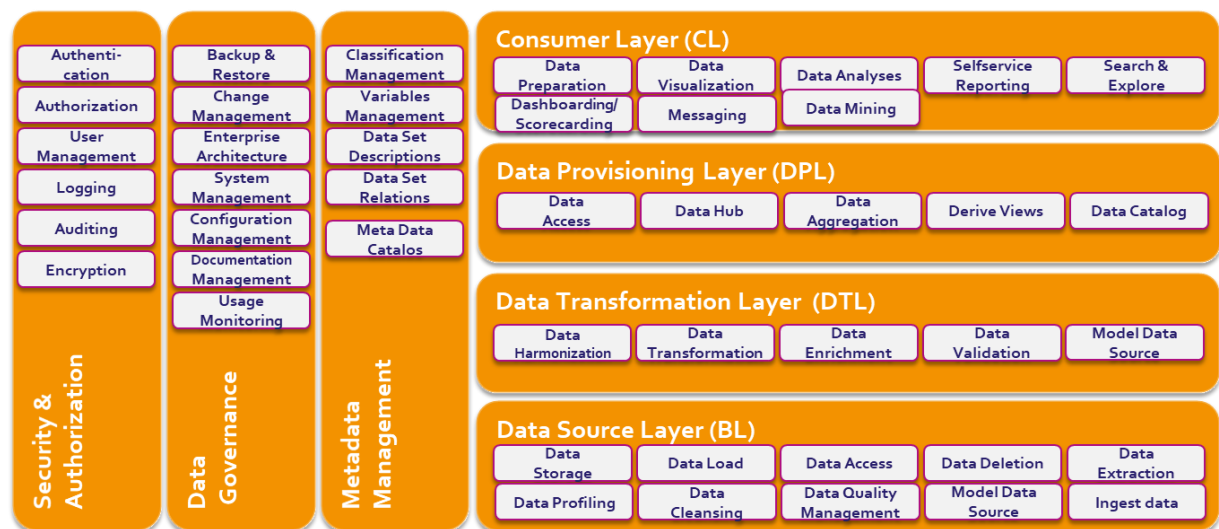 Authenti-
cation
Authorization
User
Management
Logging
Auditing
Encryption
Security &
Authorization
Backup &
Restore
Change
Management
Enterprise
Architecture
System
Management
Configuration
Management
Documentation
Management
Usage
Monitoring
Data
Governance
Classification
Management
Variables
Management
Data Set
Descriptions
Data Set
Relations
Meta Data
Catalos
Metadata
Management
Consumer Layer (CL)
Data
Preparation
Data
Visualization
Data Analyses
Selfservice
Reporting
Search &
Explore
Dashboarding/
Scorecarding
Messaging
Data Mining
Data Provisioning Layer (DPL)
Data
Access
Data Hub
Data
Aggregation
Derive Views
Data Catalog
Data Transformation Layer (DTL)
Data
Harmonization
Data
Transformation
Data
Enrichment
Data
Validation
Model Data
Source
Data Source Layer (BL)
Data
Storage
Data Load
Data Access
Data Deletion
Data
Extraction
Data Profiling
Data
Cleansing
Data Quality
Management
Model Data
Source
Ingest data